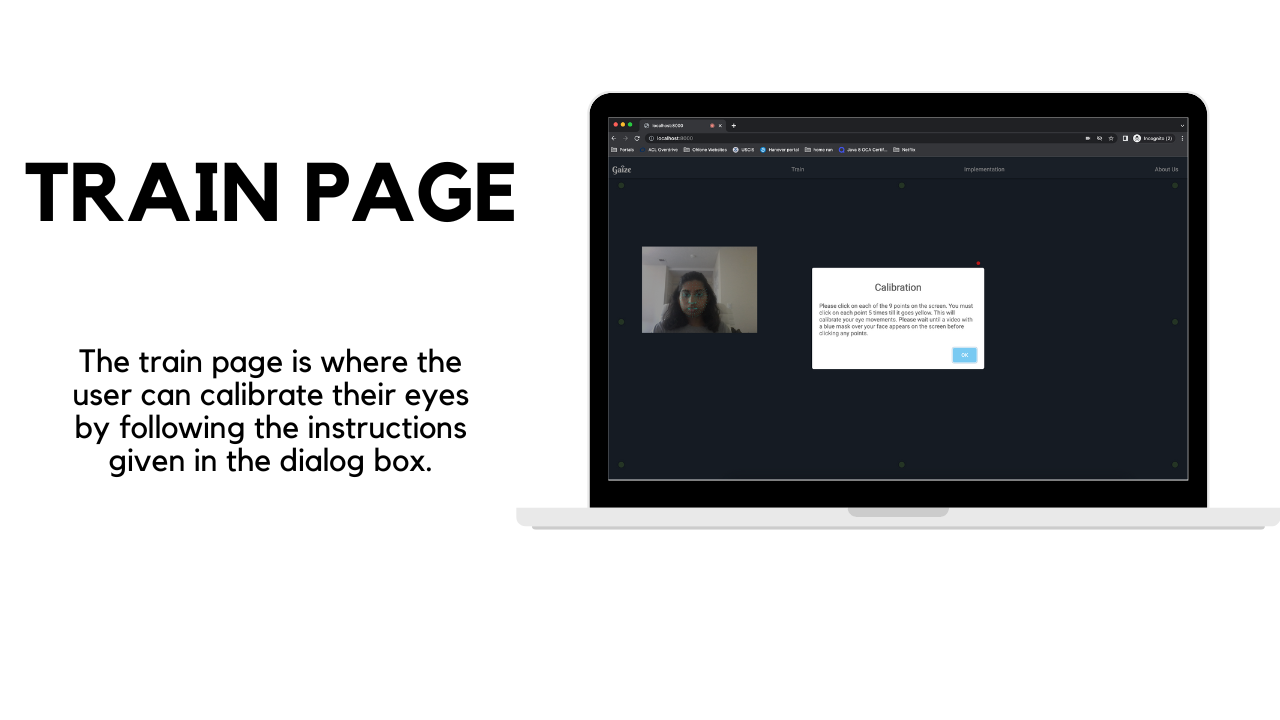 TRAIN PAGE
The train page is where the
user can calibrate their eyes
by following the instructions
given in the dialog box.
localhost:8000
localhost:8000
Incognito (2)
Portals ACL Overdrive Ohlone Websites USCIS Hanover portal home run Java 8 OCA Certif... Netflix
Gaize Train Implementation About Us
Calibration
Please click on each of the 9 points on the screen. You must
click on each point 5 times till it goes yellow. This will
calibrate your eye movements. Please wait until a video with
a blue mask over your face appears on the screen before
clicking any points.
OK